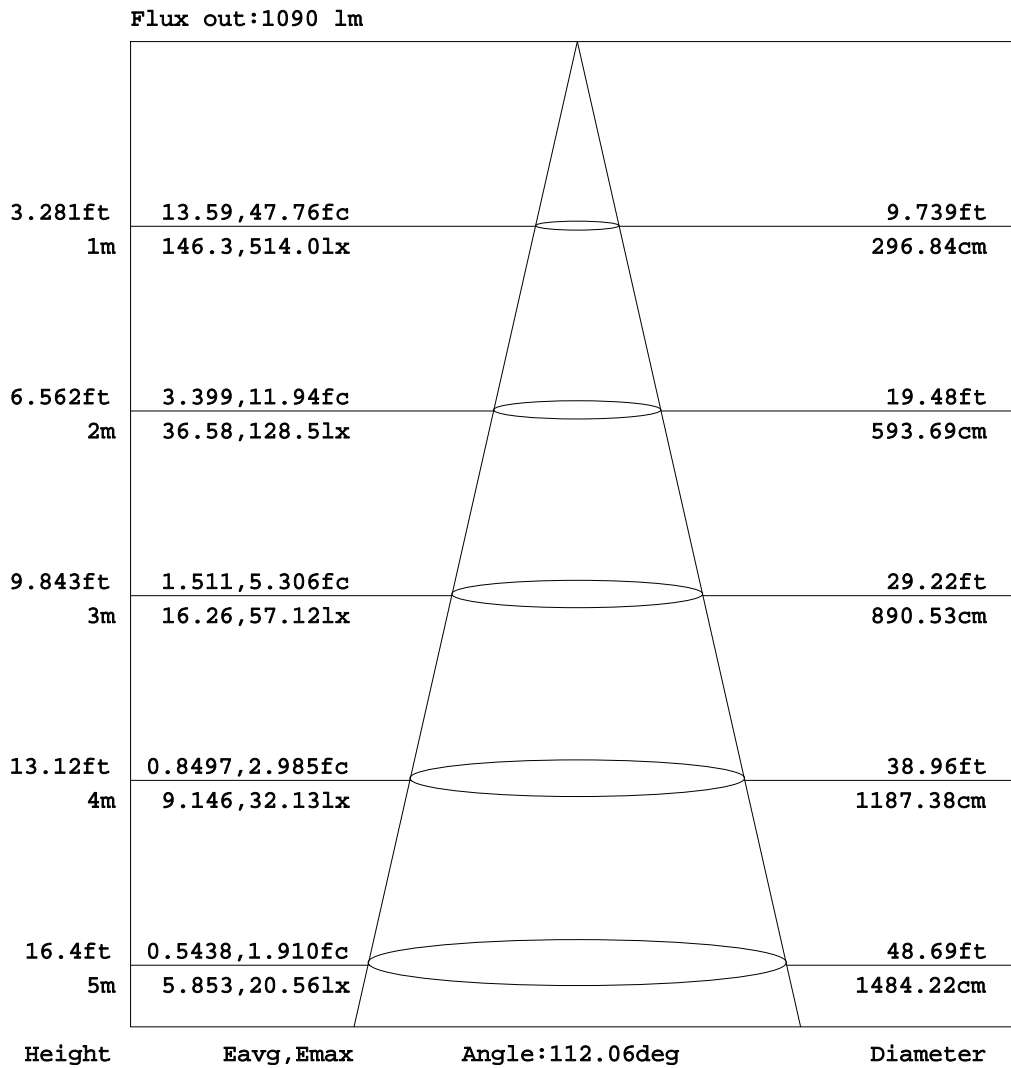 Flux out:1090 lm
3.281ft 13.59,47.76fc 9.739ft
1m 146.3,514.0lx 296.84cm
6.562ft 3.399,11.94fc 19.48ft
2m 36.58,128.5lx 593.69cm
9.843ft 1.511,5.306fc 29.22ft
3m 16.26,57.12lx 890.53cm
13.12ft 0.8497,2.985fc 38.96ft
4m 9.146,32.13lx 1187.38cm
16.4ft 0.5438,1.910fc 48.69ft
5m 5.853,20.56lx 1484.22cm
Height Eavg,Emax Angle:112.06deg Diameter